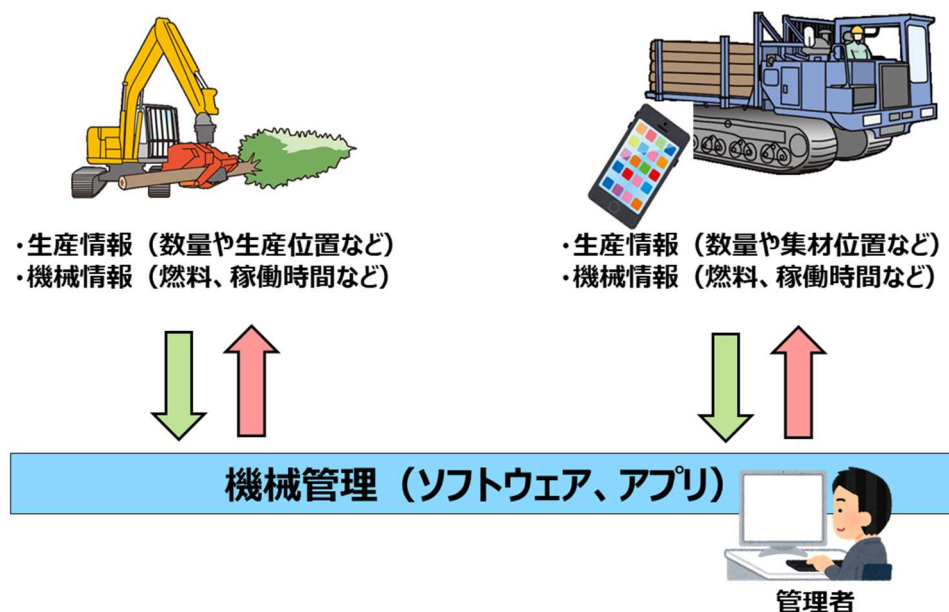 ・生産情報（数量や生産位置など）
・機械情報（燃料、稼働時間など）
・生産情報（数量や集材位置など）
・機械情報（燃料、稼働時間など）
機械管理（ソフトウェア、アプリ）
管理者